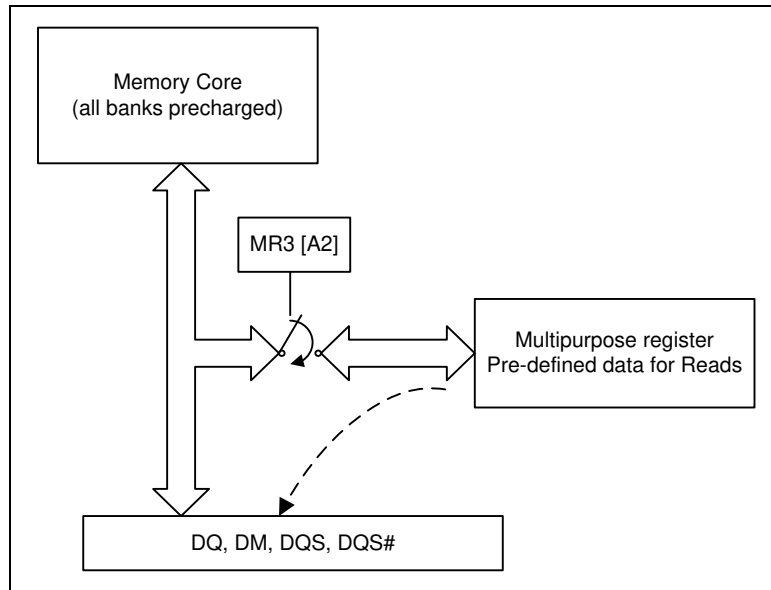 Memory Core
(all banks precharged)
MR3 [A2]
Multipurpose register
Pre-defined data for Reads
DQ, DM, DQS, DQS#